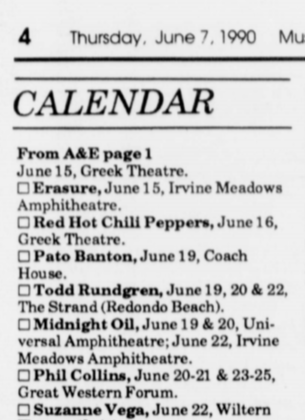 4 Thursday, June 7, 1990
CALENDAR
From A&E page 1
June 15, Greek Theatre.
☐ Erasure, June 15, Irvine Meadows
Amphitheatre.
☐ Red Hot Chili Peppers, June 16,
Greek Theatre.
☐ Pato Banton, June 19, Coach
House.
☐ Todd Rundgren, June 19, 20 & 22,
The Strand (Redondo Beach).
☐ Midnight Oil, June 19 & 20, Uni-
versal Amphitheatre; June 22, Irvine
Meadows Amphitheatre.
☐ Phil Collins, June 20-21 & 23-25,
Great Western Forum.
☐ Suzanne Vega, June 22, Wiltern